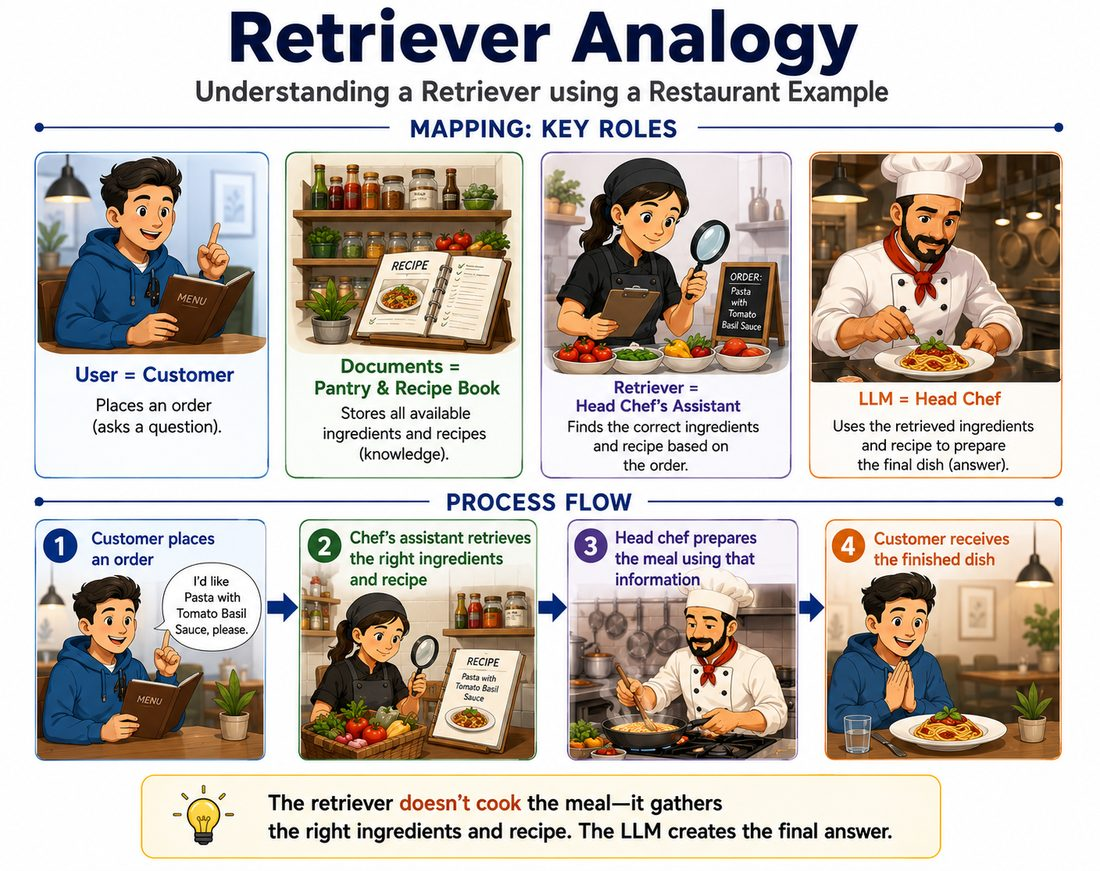 Retriever Analogy
Understanding a Retriever using a Restaurant Example
MAPPING: KEY ROLES
MENU
User = Customer
Places an order
(asks a question).
RECIPE
Documents =
Pantry & Recipe Book
Stores all available
ingredients and recipes
(knowledge).
ORDER:
Pasta
with
Tomato
Basil Sauce
Retriever =
Head Chef's Assistant
Finds the correct ingredients
and recipe based on
the order.
LLM = Head Chef
Uses the retrieved ingredients
and recipe to prepare
the final dish (answer).
PROCESS FLOW
1
Customer places
an order
I'd like
Pasta with
Tomato Basil
Sauce, please.
MENU
2
Chef's assistant retrieves
the right ingredients
and recipe
RECIPE
Pasta with
Tomato Basil
Sauce
3
Head chef prepares
the meal using that
information
4
Customer receives
the finished dish
The retriever doesn't cook the meal—it gathers
the right ingredients and recipe. The LLM creates the final answer.